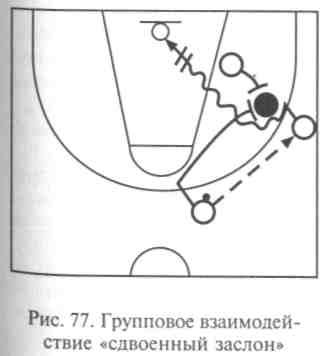 Рис. 77. Групповое взаимодей-
ствие «сдвоенный заслон»